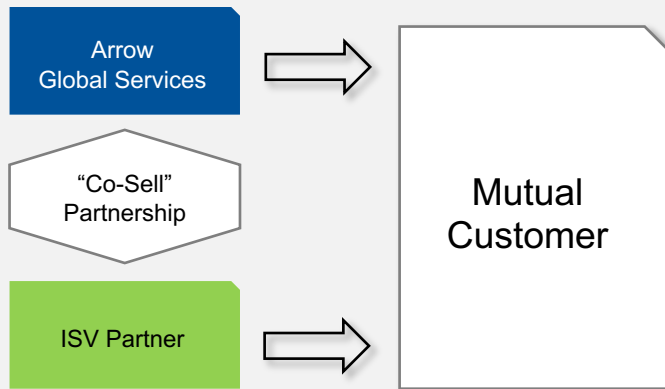 Arrow
Global Services
“Co-Sell”
Partnership
ISV Partner
Mutual
Customer